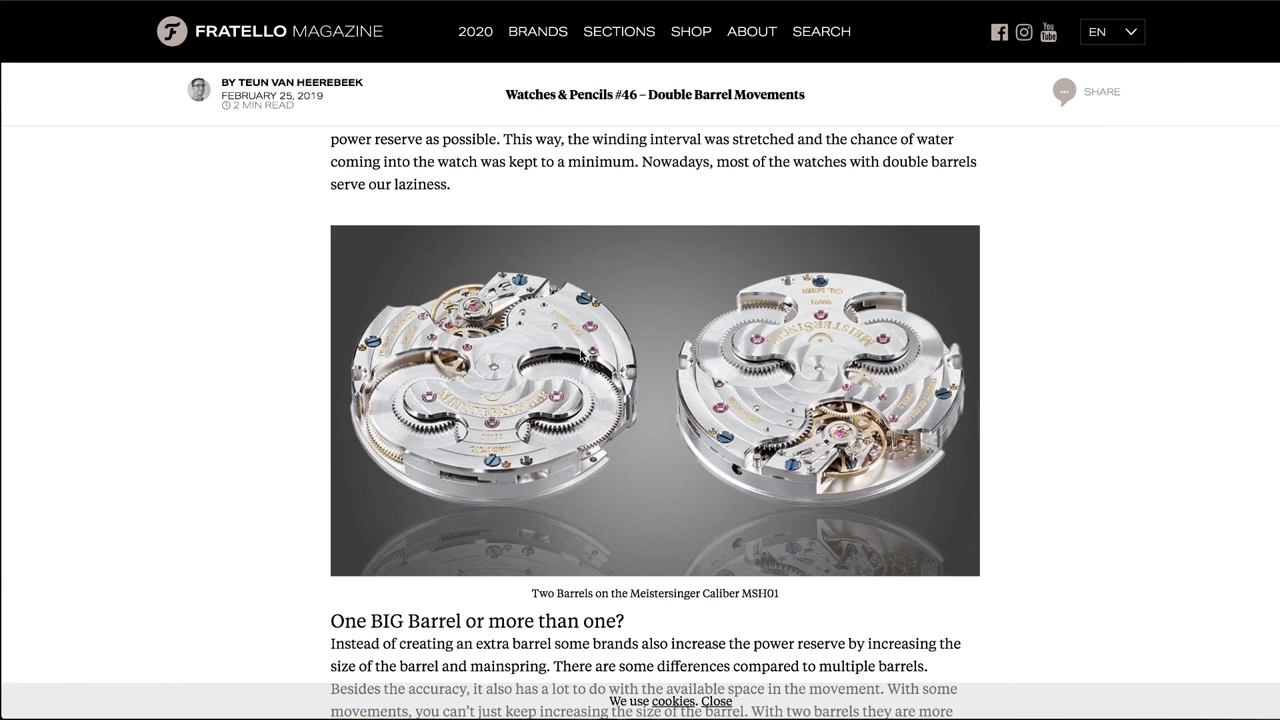 FRATELLO MAGAZINE
2020 BRANDS SECTIONS SHOP ABOUT SEARCH
You Tube
EN
BY TEUN VAN HEEREBEEK
FEBRUARY 25, 2019
2 MIN READ
Watches & Pencils #46 – Double Barrel Movements
SHARE
power reserve as possible. This way, the winding interval was stretched and the chance of water
coming into the watch was kept to a minimum. Nowadays, most of the watches with double barrels
serve our laziness.
MEISTERSINGER
MEISTERSINGER
Two Barrels on the Meistersinger Caliber MSH01
One BIG Barrel or more than one?
Instead of creating an extra barrel some brands also increase the power reserve by increasing the
size of the barrel and mainspring. There are some differences compared to multiple barrels.
Besides the accuracy, it also has a lot to do with the available space in the movement. With some
We use cookies. Close
movements, you can't just keep increasing the size of the barrel. With two barrels they are more